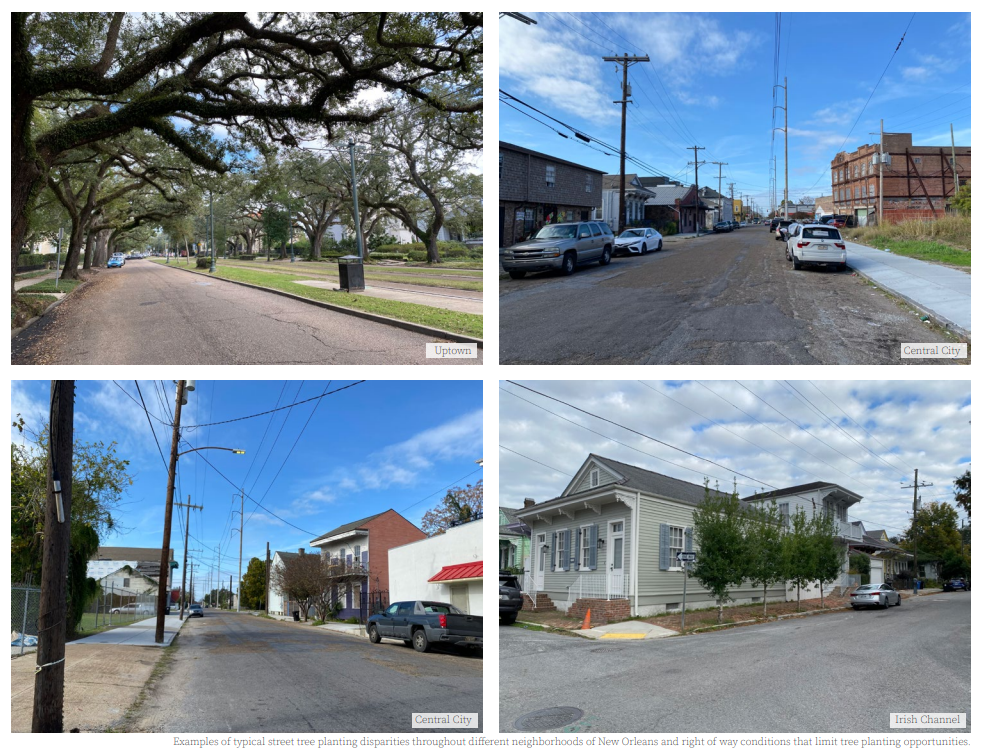 Uptown
Central City
Central City
Irish Channel
Examples of typical street tree planting disparities throughout different neighborhoods of New Orleans and right of way conditions that limit tree planting opportunities.